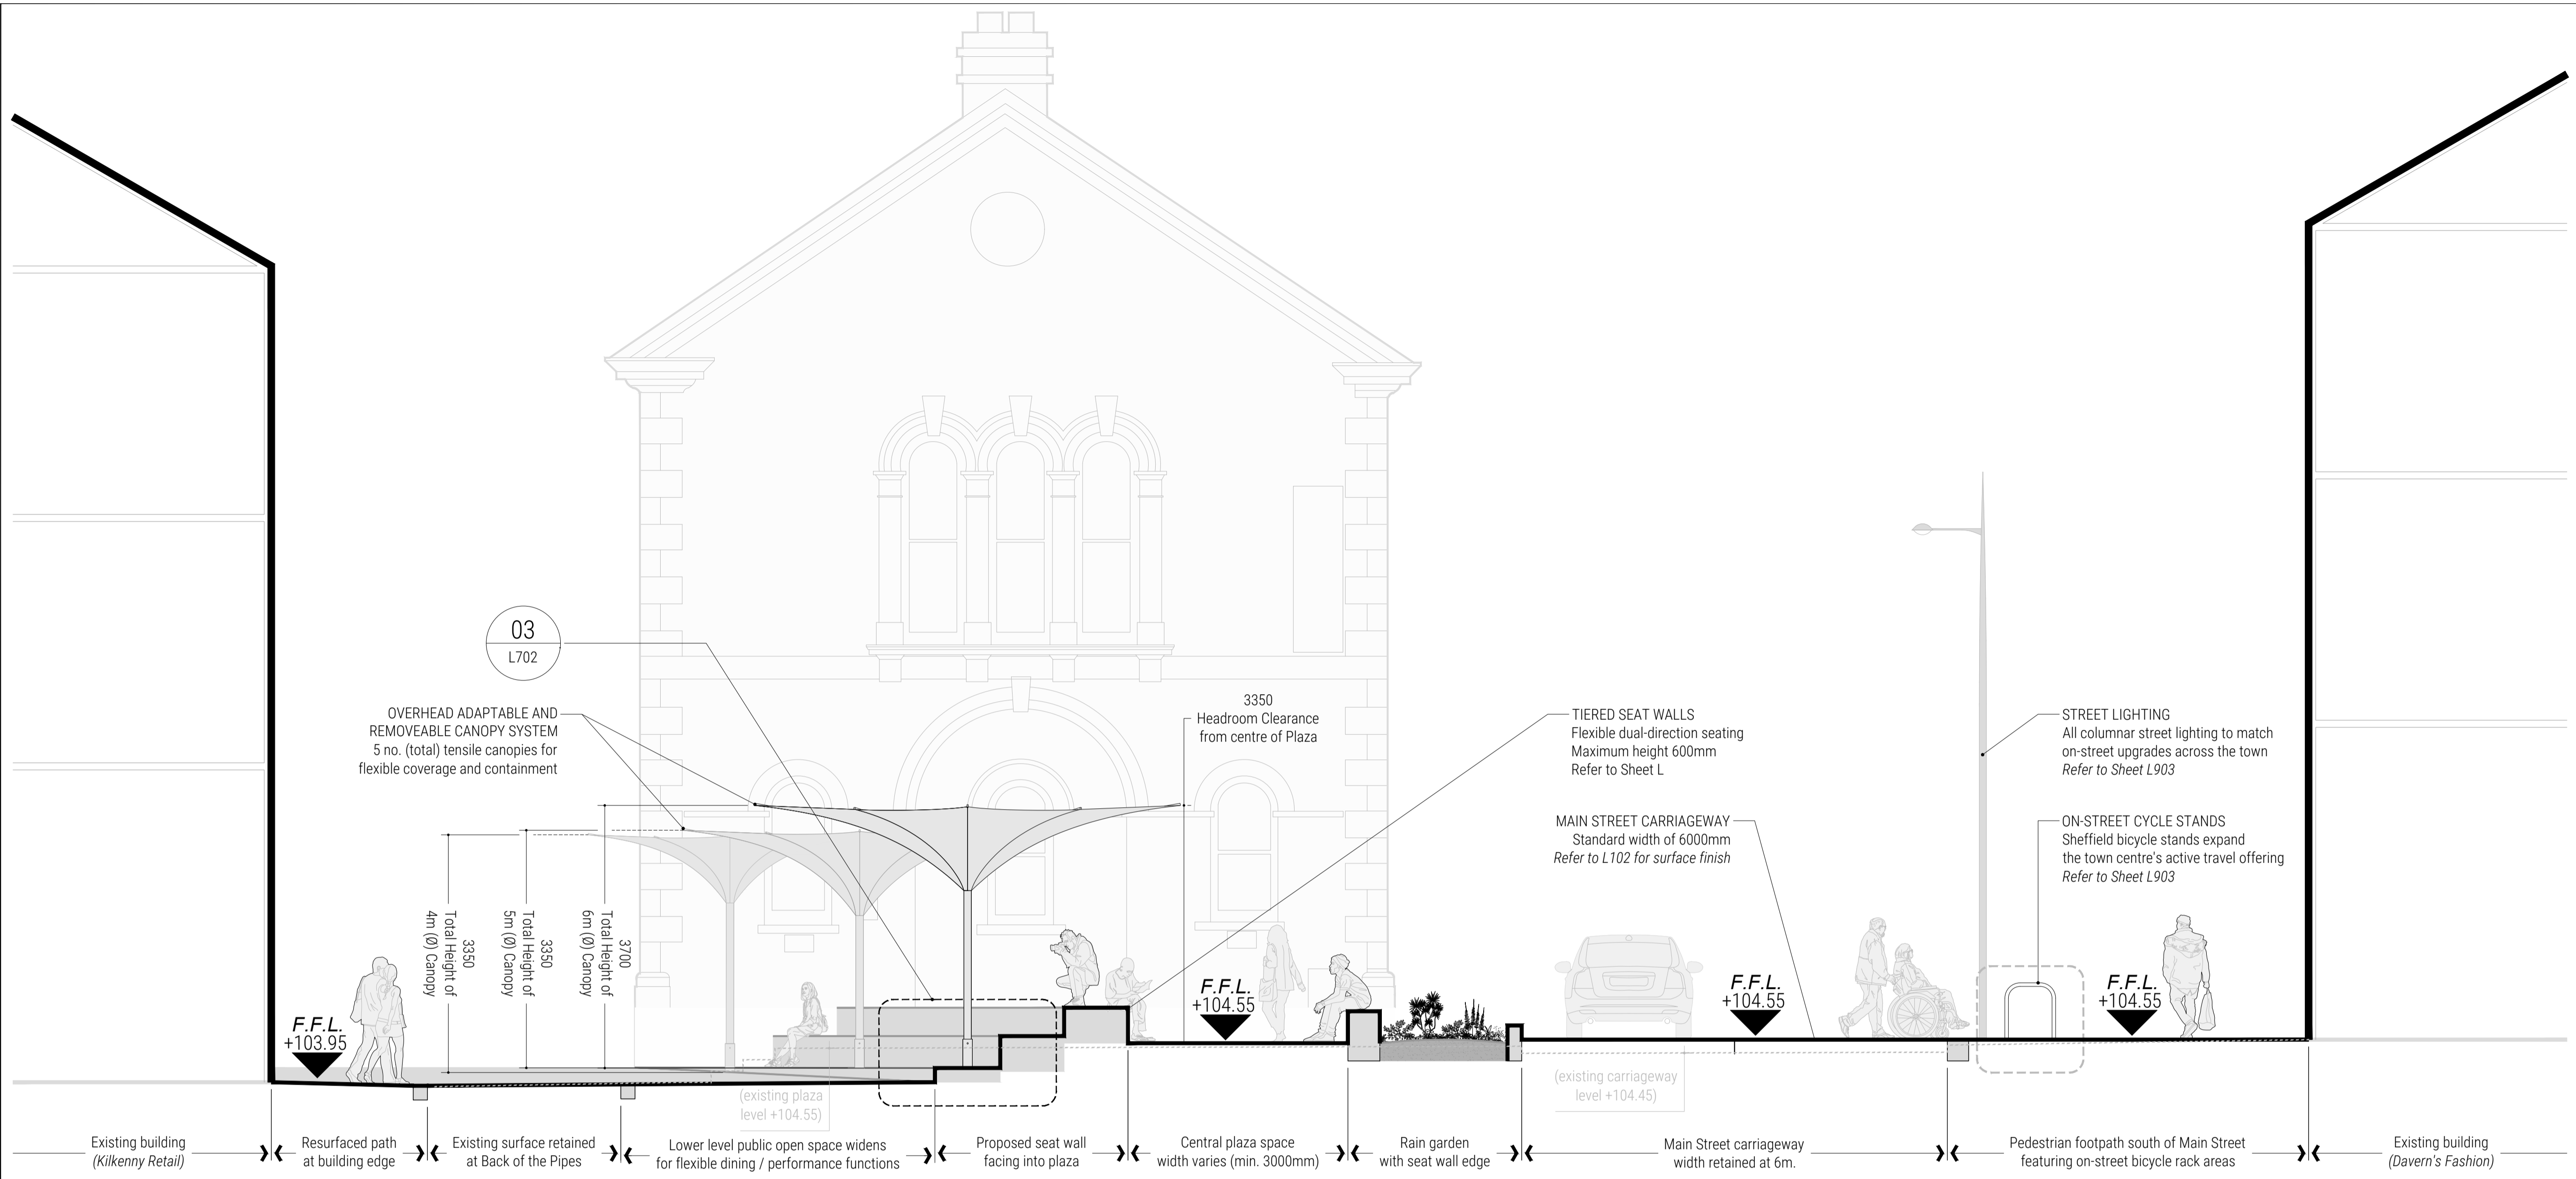 03
L702
OVERHEAD ADAPTABLE AND
REMOVEABLE CANOPY SYSTEM
5 no. (total) tensile canopies for
flexible coverage and containment
3350
Headroom Clearance
from centre of Plaza
TIERED SEAT WALLS
Flexible dual-direction seating
Maximum height 600mm
Refer to Sheet L
STREET LIGHTING
All columnar street lighting to match
on-street upgrades across the town
Refer to Sheet L903
MAIN STREET CARRIAGEWAY
Standard width of 6000mm
Refer to L102 for surface finish
ON-STREET CYCLE STANDS
Sheffield bicycle stands expand
the town centre's active travel offering
Refer to Sheet L903
3350
Total Height of
4m (Ø) Canopy
3350
Total Height of
5m (Ø) Canopy
3700
Total Height of
6m (Ø) Canopy
F.F.L.
+103.95
F.F.L.
+104.55
F.F.L.
+104.55
F.F.L.
+104.55
(existing plaza
level +104.55)
(existing carriageway
level +104.45)
Existing building
(Kilkenny Retail)
Resurfaced path
at building edge
Existing surface retained
at Back of the Pipes
Lower level public open space widens
for flexible dining / performance functions
Proposed seat wall
facing into plaza
Central plaza space
width varies (min. 3000mm)
Rain garden
with seat wall edge
Main Street carriageway
width retained at 6m.
Pedestrian footpath south of Main Street
featuring on-street bicycle rack areas
Existing building
(Davern's Fashion)